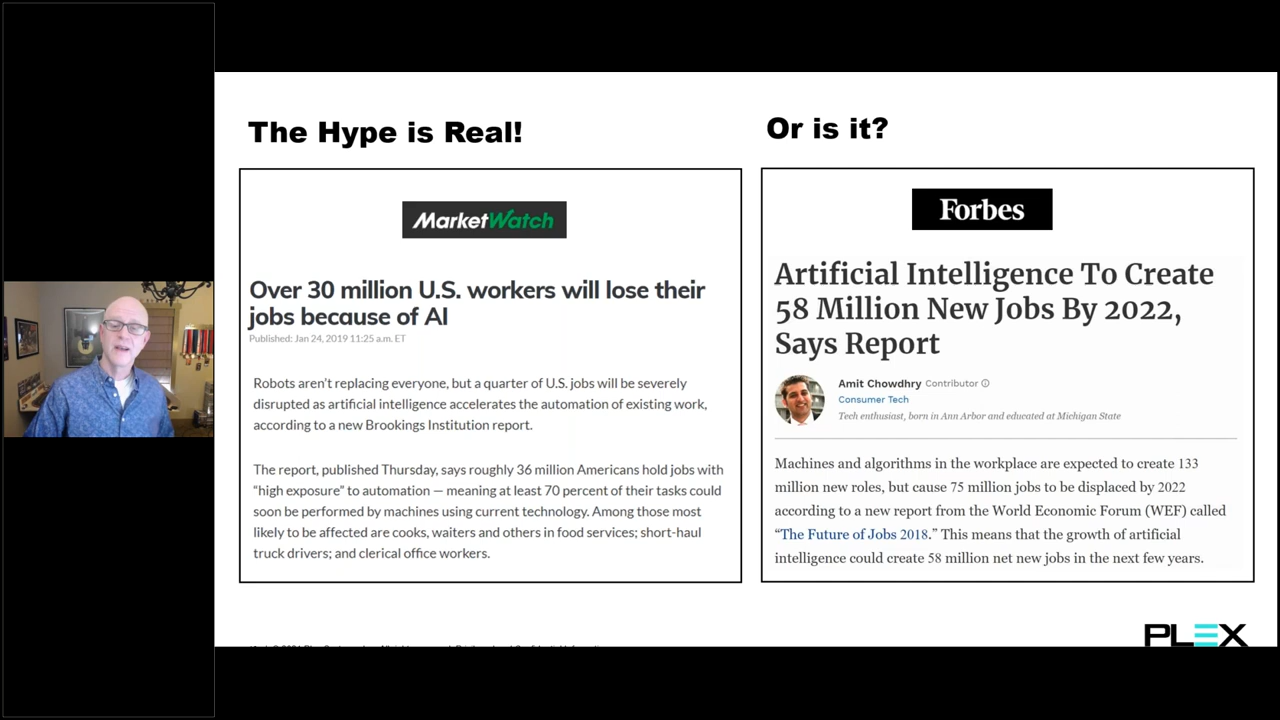 The Hype is Real!
MarketWatch
Over 30 million U.S. workers will lose their
jobs because of AI
Published: Jan 24, 2019 11:25 a.m. ET
Robots aren’t replacing everyone, but a quarter of U.S. jobs will be severely
disrupted as artificial intelligence accelerates the automation of existing work,
according to a new Brookings Institution report.
The report, published Thursday, says roughly 36 million Americans hold jobs with
“high exposure” to automation — meaning at least 70 percent of their tasks could
soon be performed by machines using current technology. Among those most
likely to be affected are cooks, waiters and others in food services; short-haul
truck drivers; and clerical office workers.
Or is it?
Forbes
Artificial Intelligence To Create
58 Million New Jobs By 2022,
Says Report
Amit Chowdhry Contributor
Consumer Tech
Tech enthusiast, born in Ann Arbor and educated at Michigan State
Machines and algorithms in the workplace are expected to create 133
million new roles, but cause 75 million jobs to be displaced by 2022
according to a new report from the World Economic Forum (WEF) called
“The Future of Jobs 2018.” This means that the growth of artificial
intelligence could create 58 million net new jobs in the next few years.
PLEX